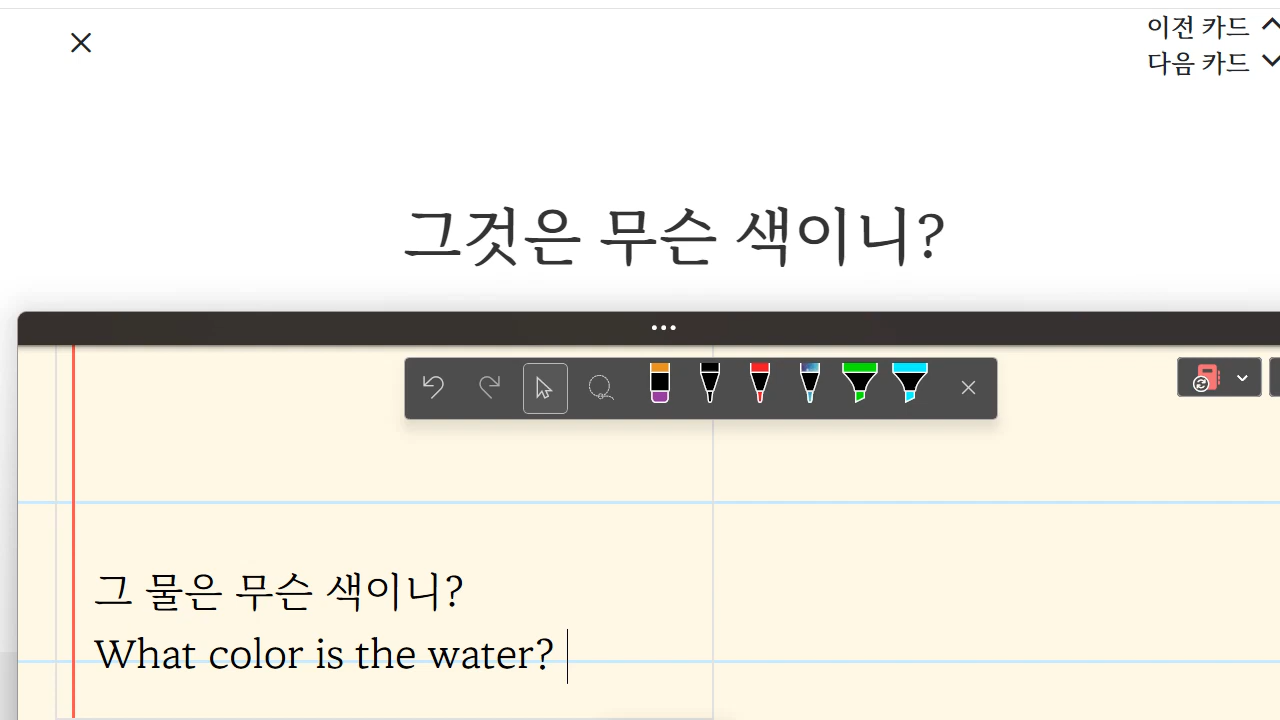 이전 카드
다음 카드
그것은 무슨 색이니?
그 물은 무슨 색이니?
What color is the water?